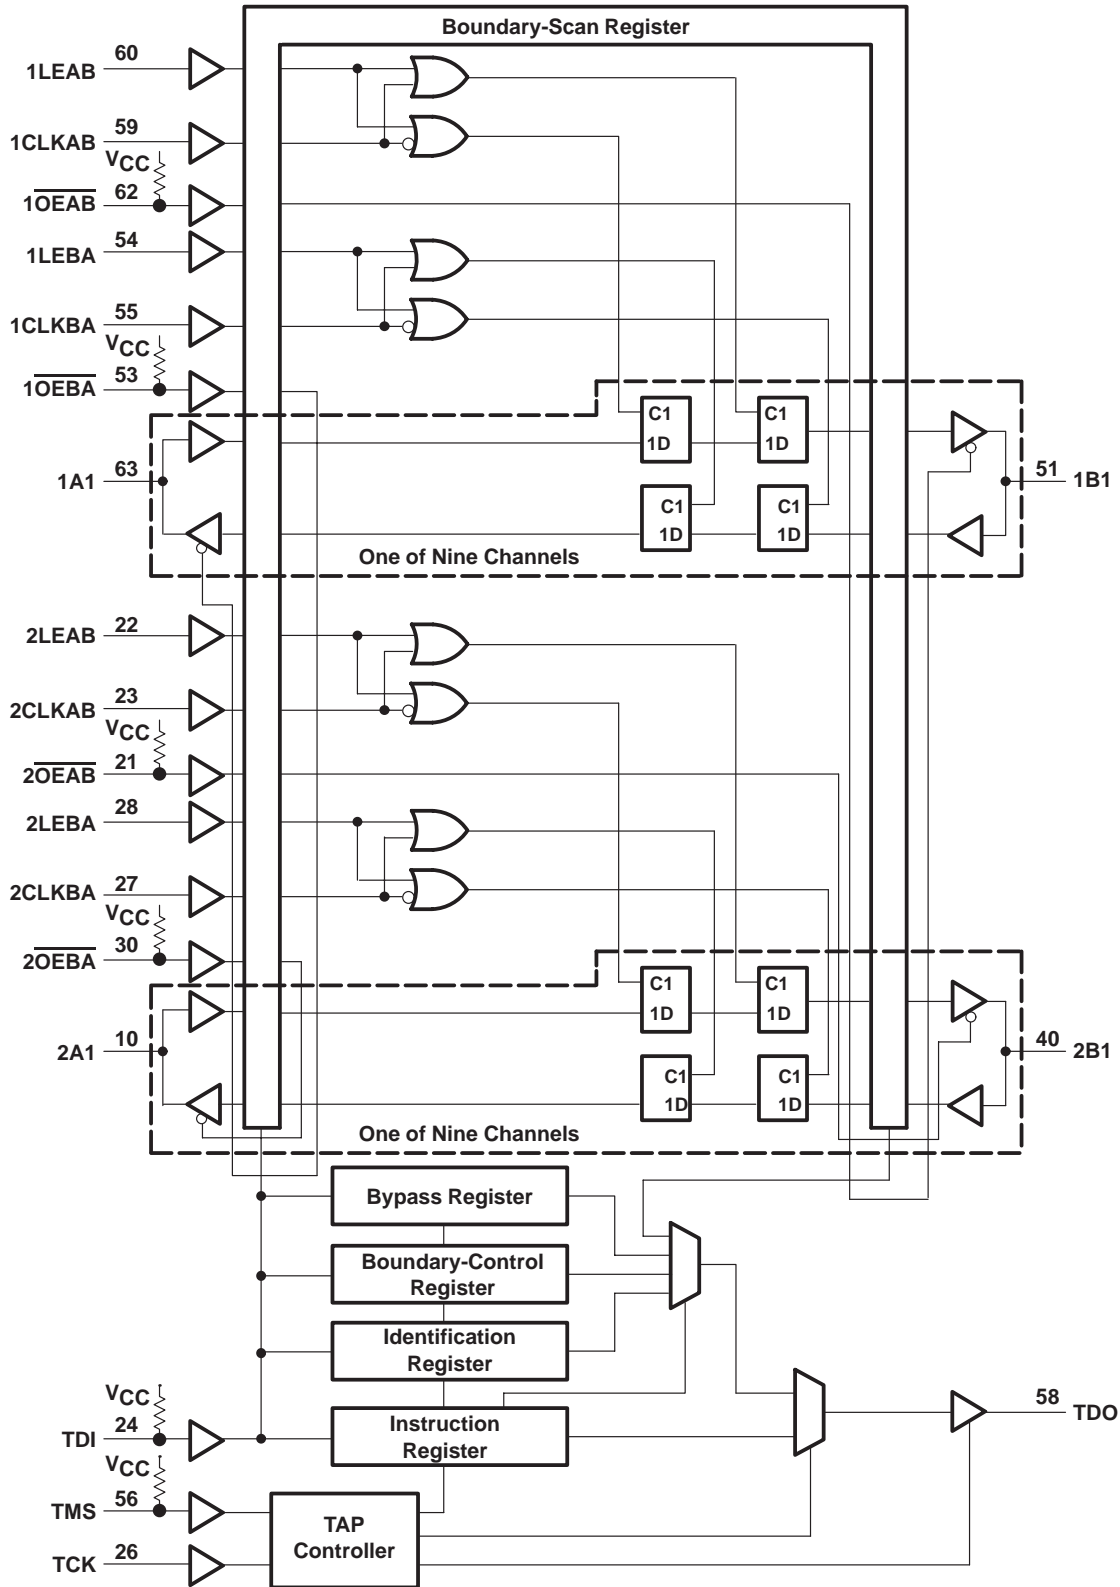 Boundary-Scan Register
1LEAB 60
1CLKAB 59
VCC
1OEAB 62
1LEBA 54
1CLKBA 55
VCC
1OEBA 53
C1
1D
C1
1D
1A1 63
51 1B1
C1
1D
C1
1D
One of Nine Channels
2LEAB 22
2CLKAB 23
VCC
2OEAB 21
2LEBA 28
2CLKBA 27
VCC
2OEBA 30
C1
1D
C1
1D
2A1 10
40 2B1
C1
1D
C1
1D
One of Nine Channels
Bypass Register
Boundary-Control
Register
Identification
Register
VCC
TDI 24
Instruction
Register
58 TDO
VCC
TMS 56
TAP
Controller
TCK 26